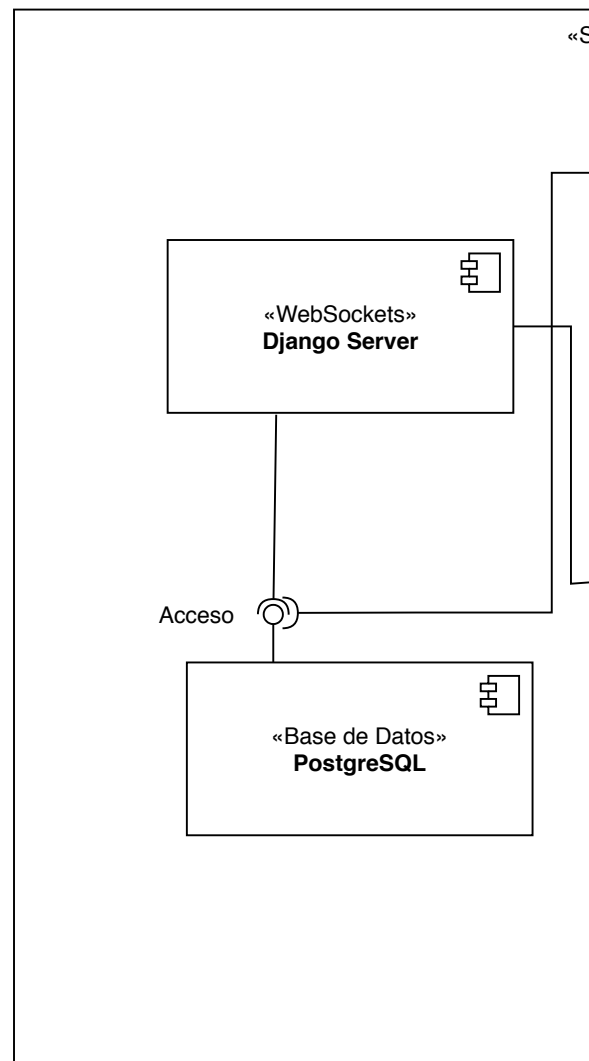 «S
«WebSockets»
Django Server
Acceso
«Base de Datos»
PostgreSQL